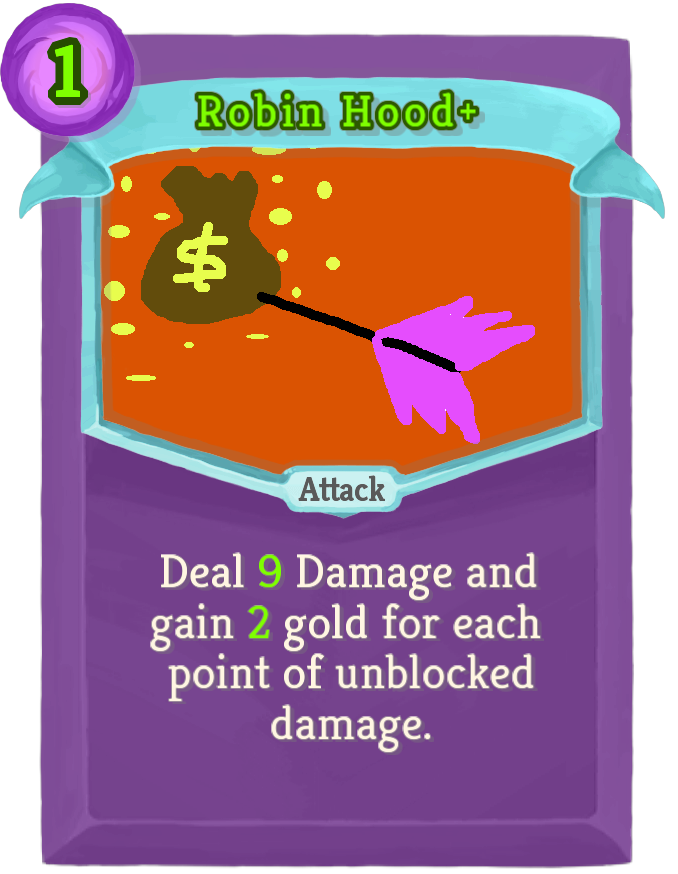 1
Robin Hood+
$
Attack
Deal 9 Damage and
gain 2 gold for each
point of unblocked
damage.